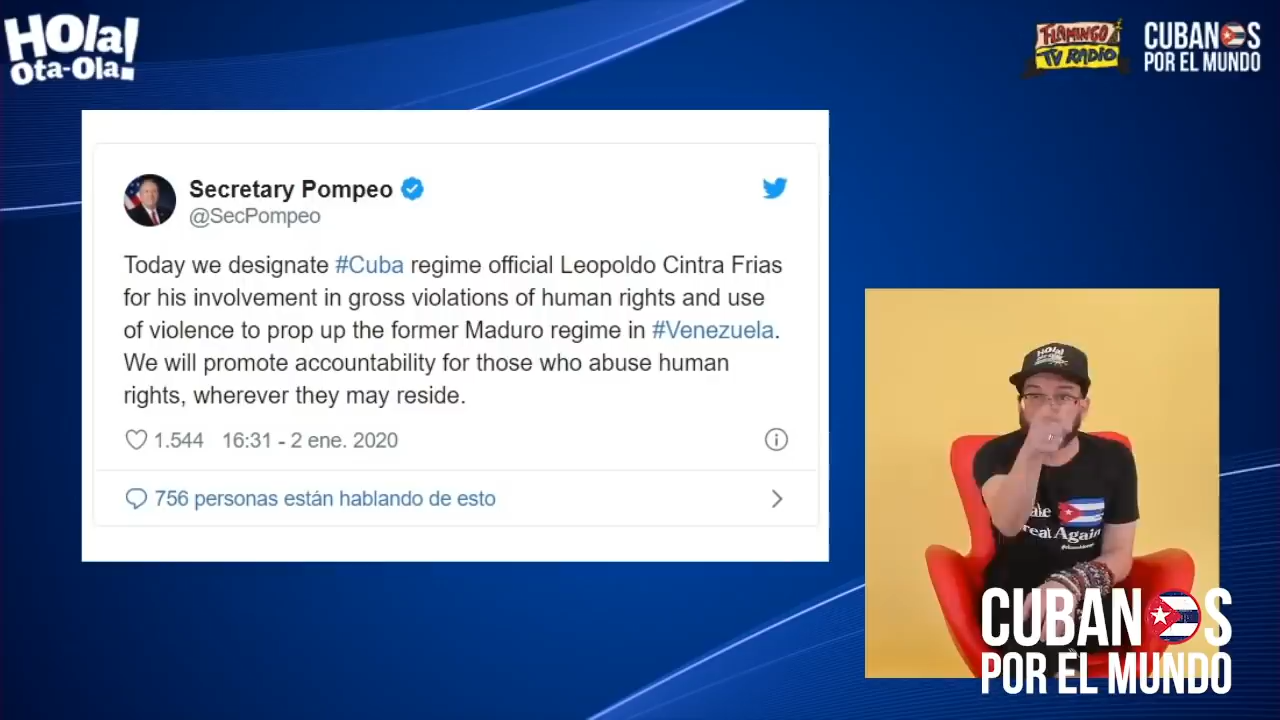 HOla!
Ota-Ola!
FLAMINGO
TV RADIO
CUBANOS
POR EL MUNDO
Secretary Pompeo
@SecPompeo
Today we designate #Cuba regime official Leopoldo Cintra Frias
for his involvement in gross violations of human rights and use
of violence to prop up the former Maduro regime in #Venezuela.
We will promote accountability for those who abuse human
rights, wherever they may reside.
1.544 16:31 - 2 ene. 2020
756 personas están hablando de esto
HOla!
reat Again
CUBANOS
POR EL MUNDO